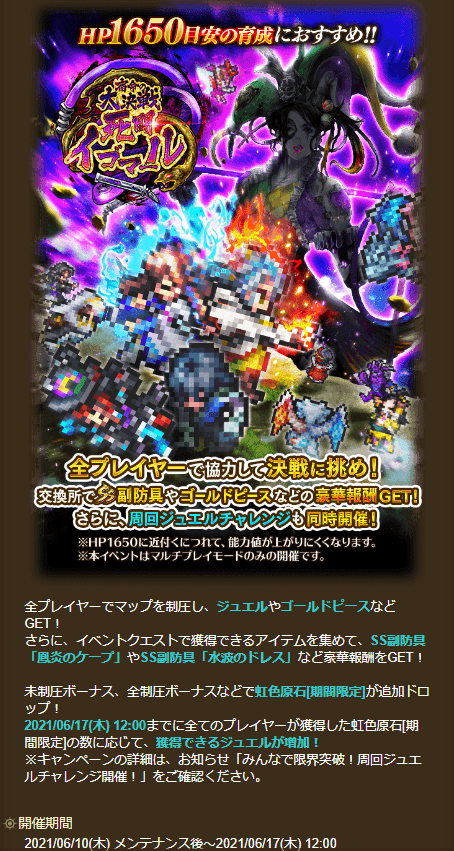 HP1650目安の育成におすすめ!!
大決戦
死闘
イゴマール
全プレイヤーで協力して決戦に挑め！
交換所でSS副防具やゴールドピースなどの豪華報酬GET!
さらに、周回ジュエルチャレンジも同時開催！
※HP1650に近付くにつれて、能力値が上がりにくくなります。
※本イベントはマルチプレイモードのみの開催です。
全プレイヤーでマップを制圧し、ジュエルやゴールドピースなど
GET！
さらに、イベントクエストで獲得できるアイテムを集めて、SS副防具
「鳳炎のケープ」やSS副防具「水波のドレス」など豪華報酬をGET！
未制圧ボーナス、全制圧ボーナスなどで虹色原石[期間限定]が追加ドロ
ップ！
2021/06/17(木) 12:00までに全てのプレイヤーが獲得した虹色原石[期
間限定]の数に応じて、獲得できるジュエルが増加！
※キャンペーンの詳細は、お知らせ「みんなで限界突破！周回ジュエ
ルチャレンジ開催！」をご確認ください。
開催期間
2021/06/10(木) メンテナンス後～2021/06/17(木) 12:00